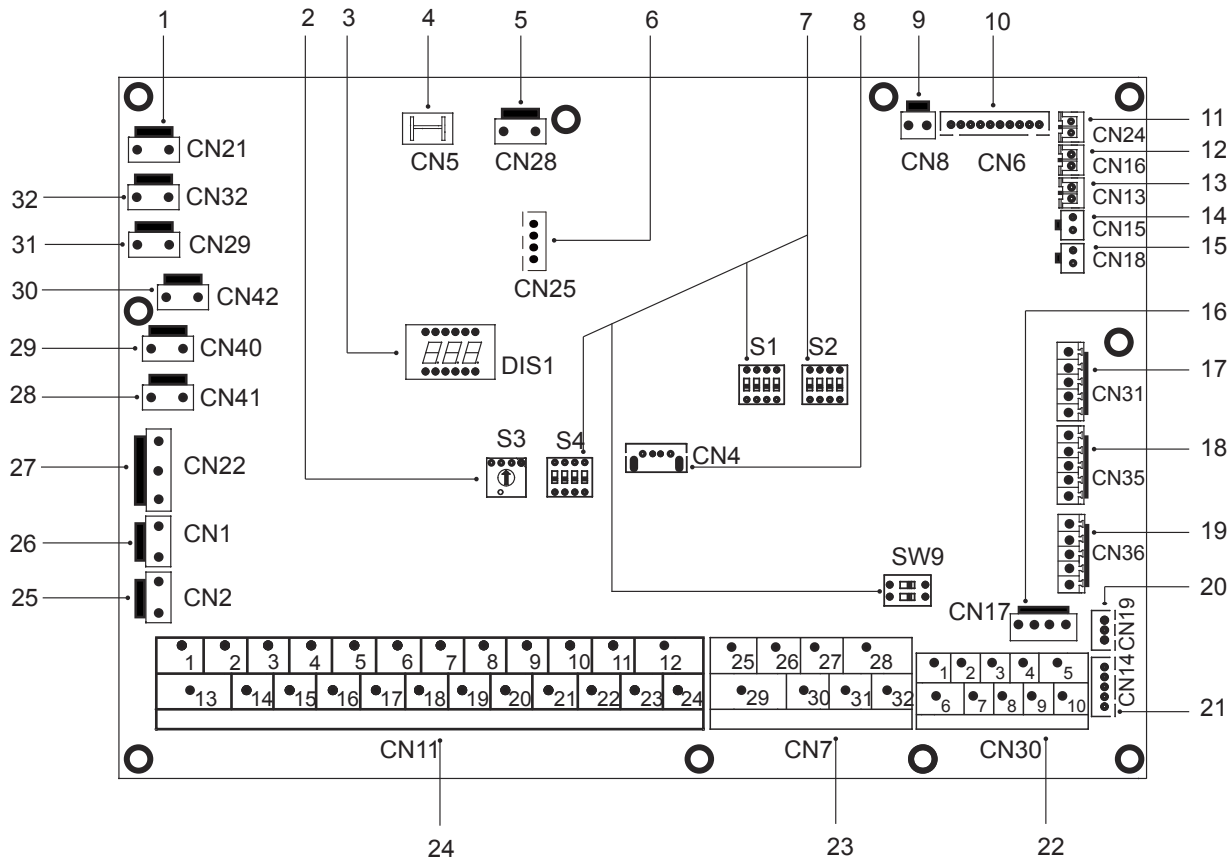 1 2 3 4 5 6 7 8 9 10
CN21
CN5
CN28
CN8
CN6
CN24 11
CN16 12
CN13 13
CN15 14
CN18 15
32 CN32
31 CN29
CN25
30 CN42
16
29 CN40
DIS1
S1 S2
28 CN41
CN31 17
S3 S4
CN4
27 CN22
CN35 18
26 CN1
CN36 19
SW9
25 CN2
CN17
CN19 20
CN14 21
1 2 3 4 5 6 7 8 9 10 11 12
13 14 15 16 17 18 19 20 21 22 23 24
25 26 27 28
29 30 31 32
1 2 3 4 5
6 7 8 9 10
CN11 CN7 CN30
24 23 22